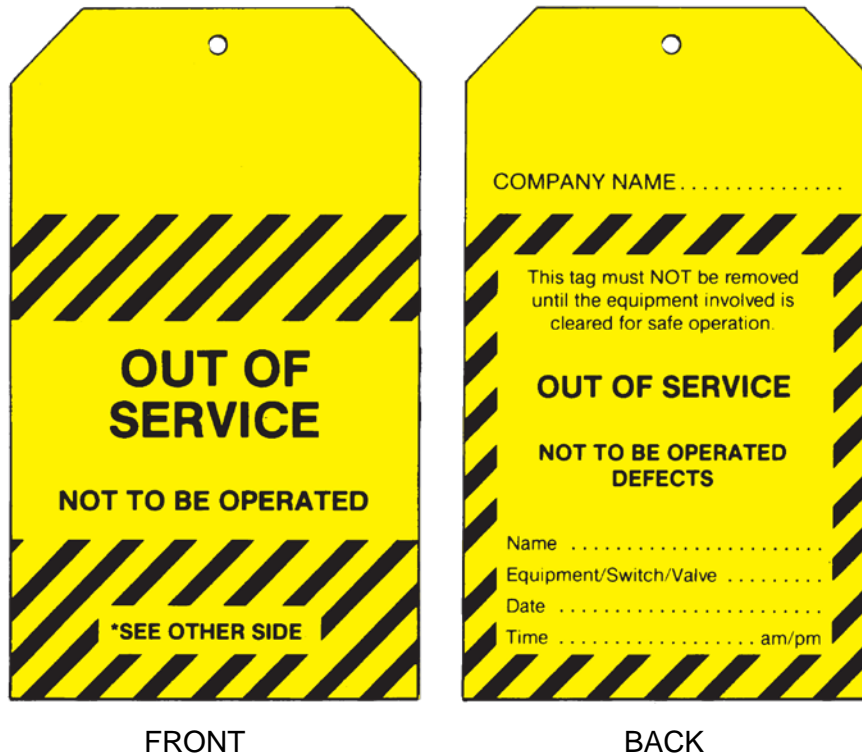 OUT OF
SERVICE
NOT TO BE OPERATED
*SEE OTHER SIDE
FRONT
COMPANY NAME...............
This tag must NOT be removed
until the equipment involved is
cleared for safe operation.
OUT OF SERVICE
NOT TO BE OPERATED
DEFECTS
Name ........................
Equipment/Switch/Valve .........
Date .........................
Time ................... am/pm
BACK